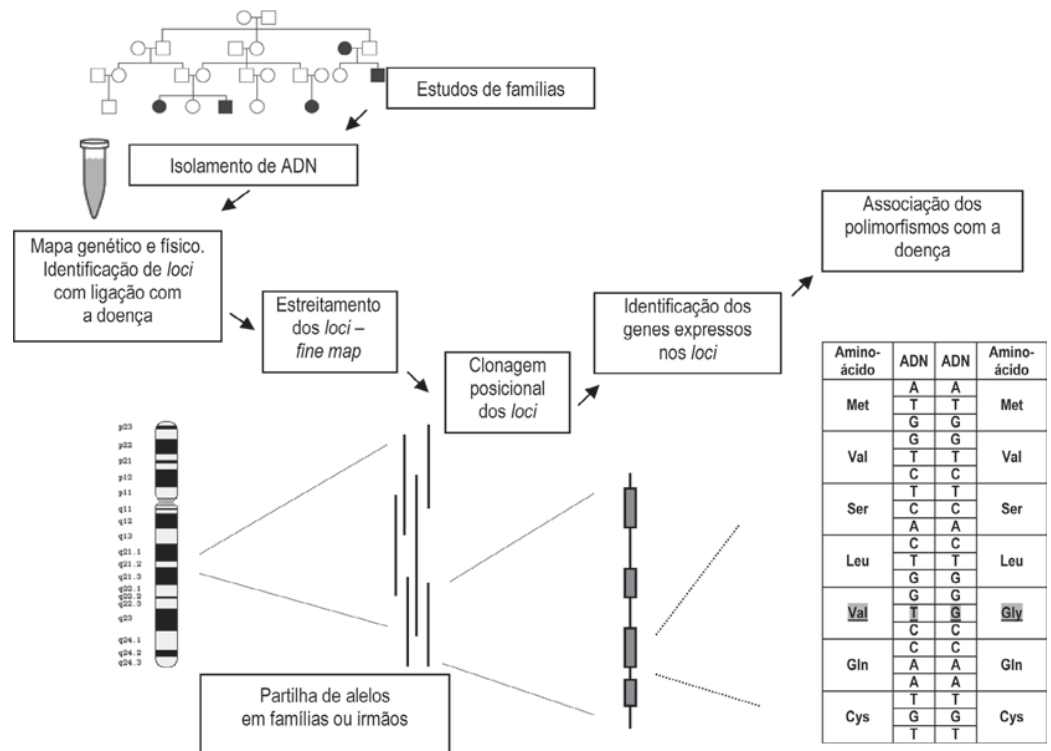 Estudos de famílias
Isolamento de ADN
Mapa genético e físico.
Identificação de loci
com ligação com
a doença
Estreitamento
dos loci –
fine map
Clonagem
posicional
dos loci
Identificação dos
genes expressos
nos loci
Associação dos
polimorfismos com a
doença
p23
p22
p21
p12
p11
q11
q12
q13
q21.1
q21.2
q21.3
q22.1
q22.2
q22.3
q23
q24.1
q24.2
q24.3
Partilha de alelos
em famílias ou irmãos
Amino-
ácido ADN ADN Amino-
ácido
A A
Met T T Met
G G
G G
Val T T Val
C C
T T
Ser C C Ser
A A
C C
Leu T T Leu
G G
G G
Val T G Gly
C C
C C
Gln A A Gln
A A
T T
Cys G G Cys
T T